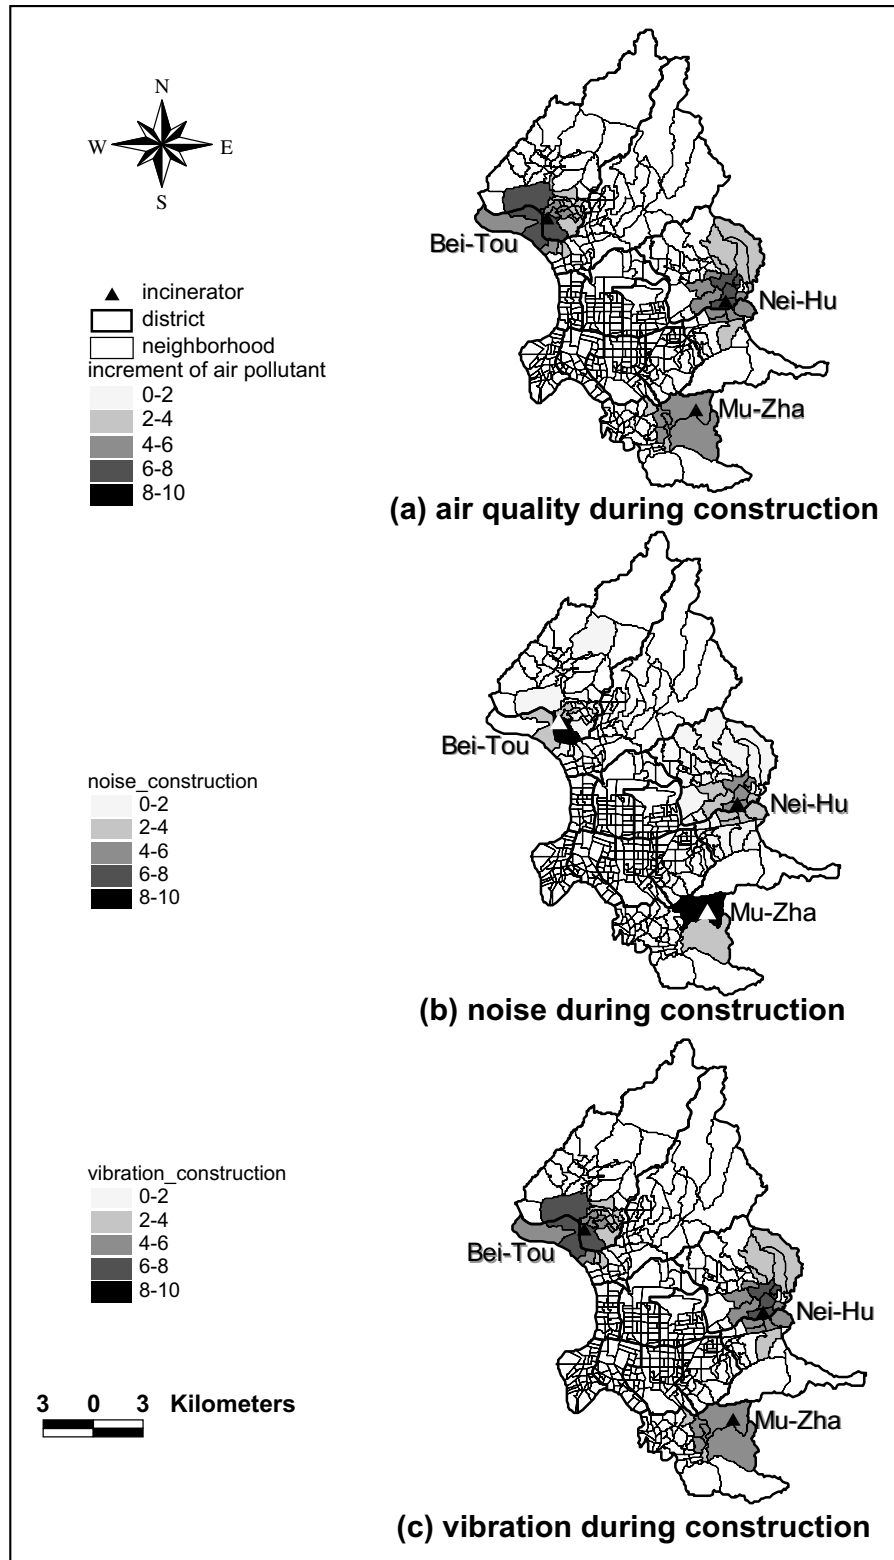 N
W E
S
incinerator
district
neighborhood
increment of air pollutant
0-2
2-4
4-6
6-8
8-10
Bei-Tou
Nei-Hu
Mu-Zha
(a) air quality during construction
noise_construction
0-2
2-4
4-6
6-8
8-10
Bei-Tou
Nei-Hu
Mu-Zha
(b) noise during construction
vibration_construction
0-2
2-4
4-6
6-8
8-10
Bei-Tou
Nei-Hu
Mu-Zha
3 0 3 Kilometers
(c) vibration during construction